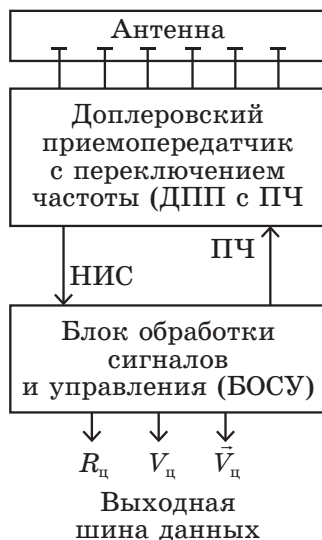 Антенна
Доплеровский
приемопередатчик
с переключением
частоты (ДПП с ПЧ
НИС
ПЧ
Блок обработки
сигналов
и управления (БОСУ)
Rц Vц V⃗ц
Выходная
шина данных